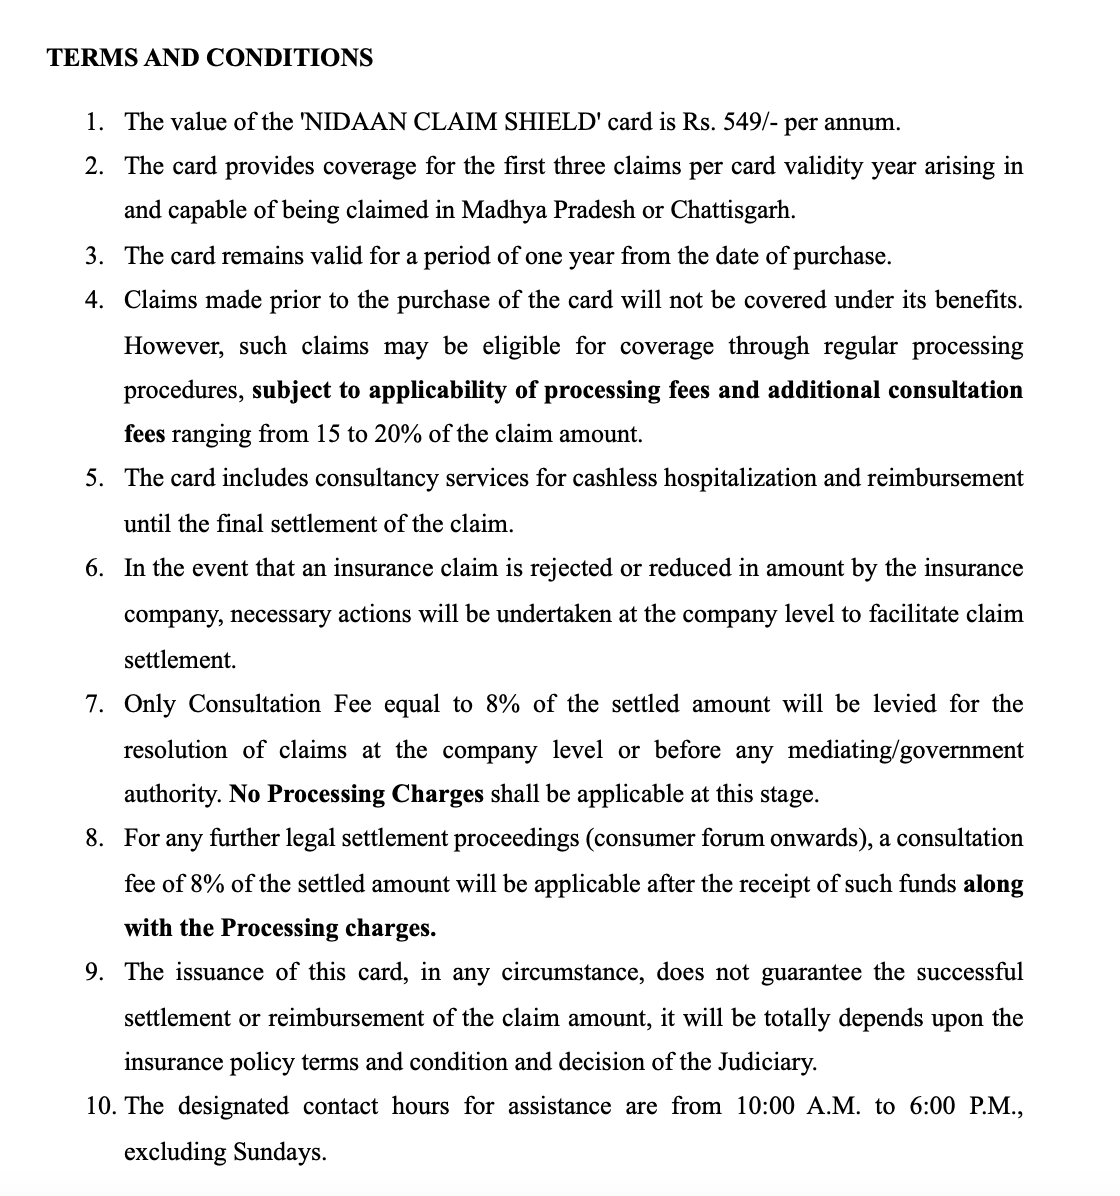 TERMS AND CONDITIONS
1. The value of the 'NIDAAN CLAIM SHIELD' card is Rs. 549/- per annum.
2. The card provides coverage for the first three claims per card validity year arising in
and capable of being claimed in Madhya Pradesh or Chattisgarh.
3. The card remains valid for a period of one year from the date of purchase.
4. Claims made prior to the purchase of the card will not be covered under its benefits.
However, such claims may be eligible for coverage through regular processing
procedures, subject to applicability of processing fees and additional consultation
fees ranging from 15 to 20% of the claim amount.
5. The card includes consultancy services for cashless hospitalization and reimbursement
until the final settlement of the claim.
6. In the event that an insurance claim is rejected or reduced in amount by the insurance
company, necessary actions will be undertaken at the company level to facilitate claim
settlement.
7. Only Consultation Fee equal to 8% of the settled amount will be levied for the
resolution of claims at the company level or before any mediating/government
authority. No Processing Charges shall be applicable at this stage.
8. For any further legal settlement proceedings (consumer forum onwards), a consultation
fee of 8% of the settled amount will be applicable after the receipt of such funds along
with the Processing charges.
9. The issuance of this card, in any circumstance, does not guarantee the successful
settlement or reimbursement of the claim amount, it will be totally depends upon the
insurance policy terms and condition and decision of the Judiciary.
10. The designated contact hours for assistance are from 10:00 A.M. to 6:00 P.M.,
excluding Sundays.